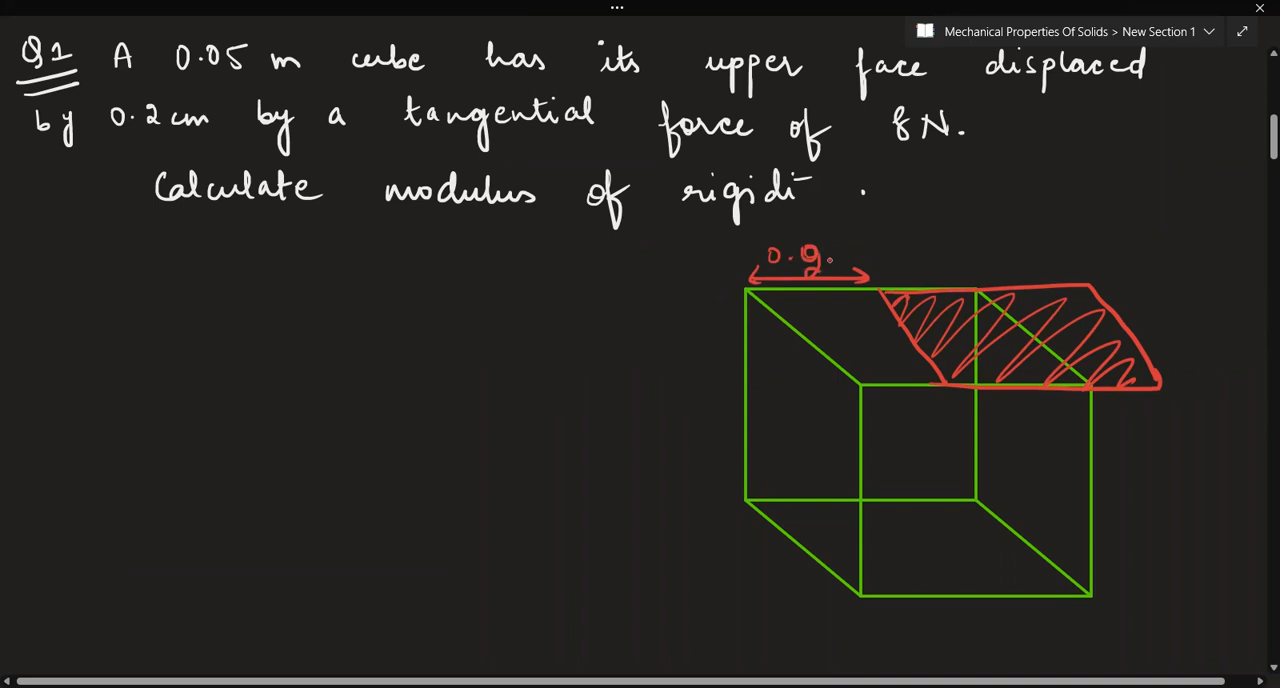 Mechanical Properties Of Solids > New Section 1
Q1 A 0.05 m cube has its upper face displaced
by 0.2 cm by a tangential force of 8 N.
Calculate modulus of rigidit .
0.2